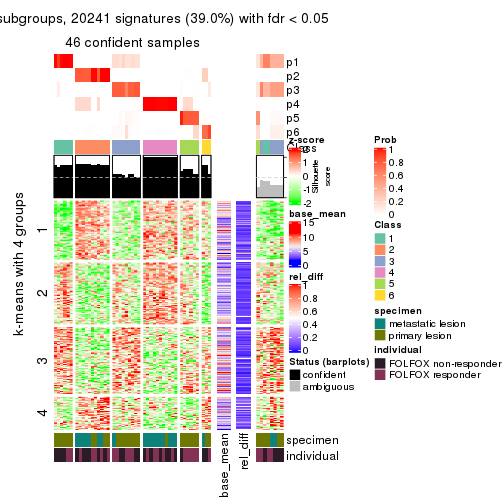 subgroups, 20241 signatures (39.0%) with fdr < 0.05
46 confident samples
p1
p2
p3
p4
p5
p6
Class
1
0.5
0
Silhouette
score
k-means with 4 groups
1
2
3
4
specimen
individual
base_mean
rel_diff
z-score
2
1
0
-1
-2
base_mean
15
10
5
0
rel_diff
1
0.8
0.6
0.4
0.2
0
Status (barplots)
confident
ambiguous
Prob
1
0.8
0.6
0.4
0.2
0
Class
1
2
3
4
5
6
specimen
metastatic lesion
primary lesion
individual
FOLFOX non-responder
FOLFOX responder